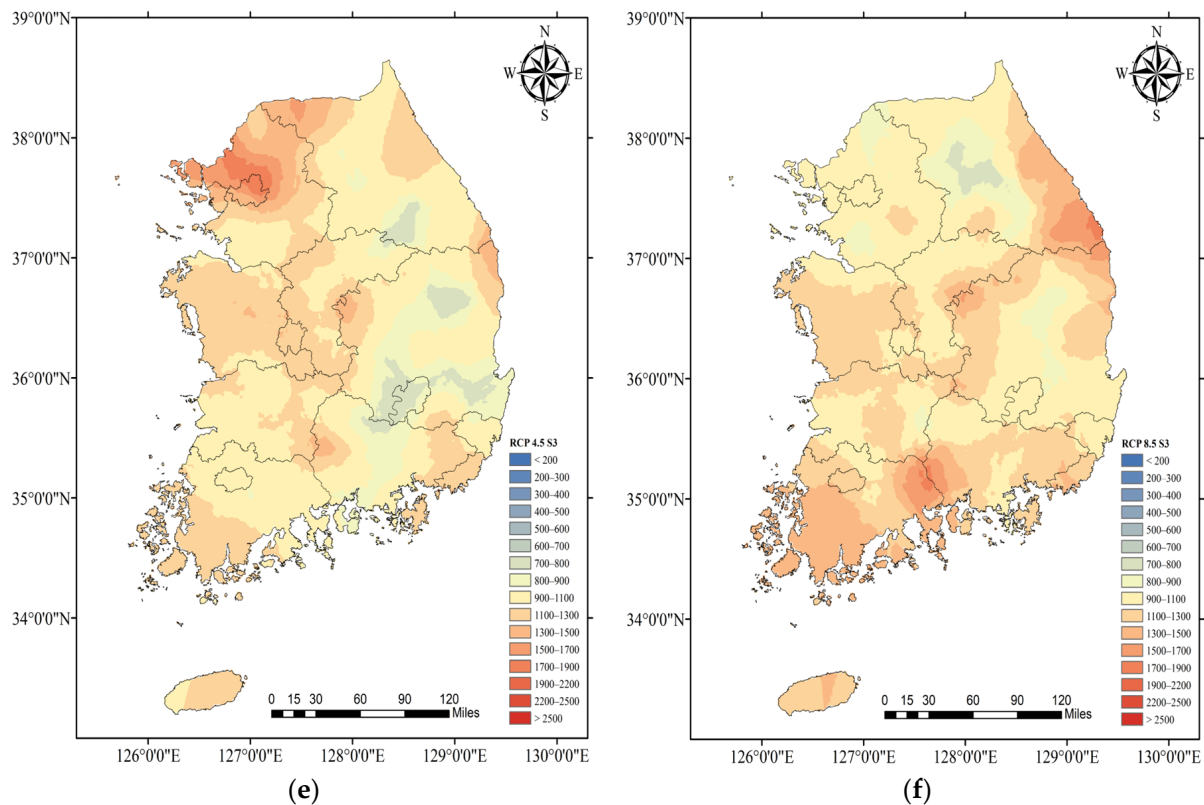 39°0'0"N
38°0'0"N
37°0'0"N
36°0'0"N
35°0'0"N
34°0'0"N
N
W E
S
RCP 4.5 S3
< 200
200–300
300–400
400–500
500–600
600–700
700–800
800–900
900–1100
1100–1300
1300–1500
1500–1700
1700–1900
1900–2200
2200–2500
> 2500
0 15 30 60 90 120
Miles
126°0'0"E 127°0'0"E 128°0'0"E 129°0'0"E 130°0'0"E
(e)
39°0'0"N
38°0'0"N
37°0'0"N
36°0'0"N
35°0'0"N
34°0'0"N
N
W E
S
RCP 8.5 S3
< 200
200–300
300–400
400–500
500–600
600–700
700–800
800–900
900–1100
1100–1300
1300–1500
1500–1700
1700–1900
1900–2200
2200–2500
> 2500
0 15 30 60 90 120
Miles
126°0'0"E 127°0'0"E 128°0'0"E 129°0'0"E 130°0'0"E
(f)